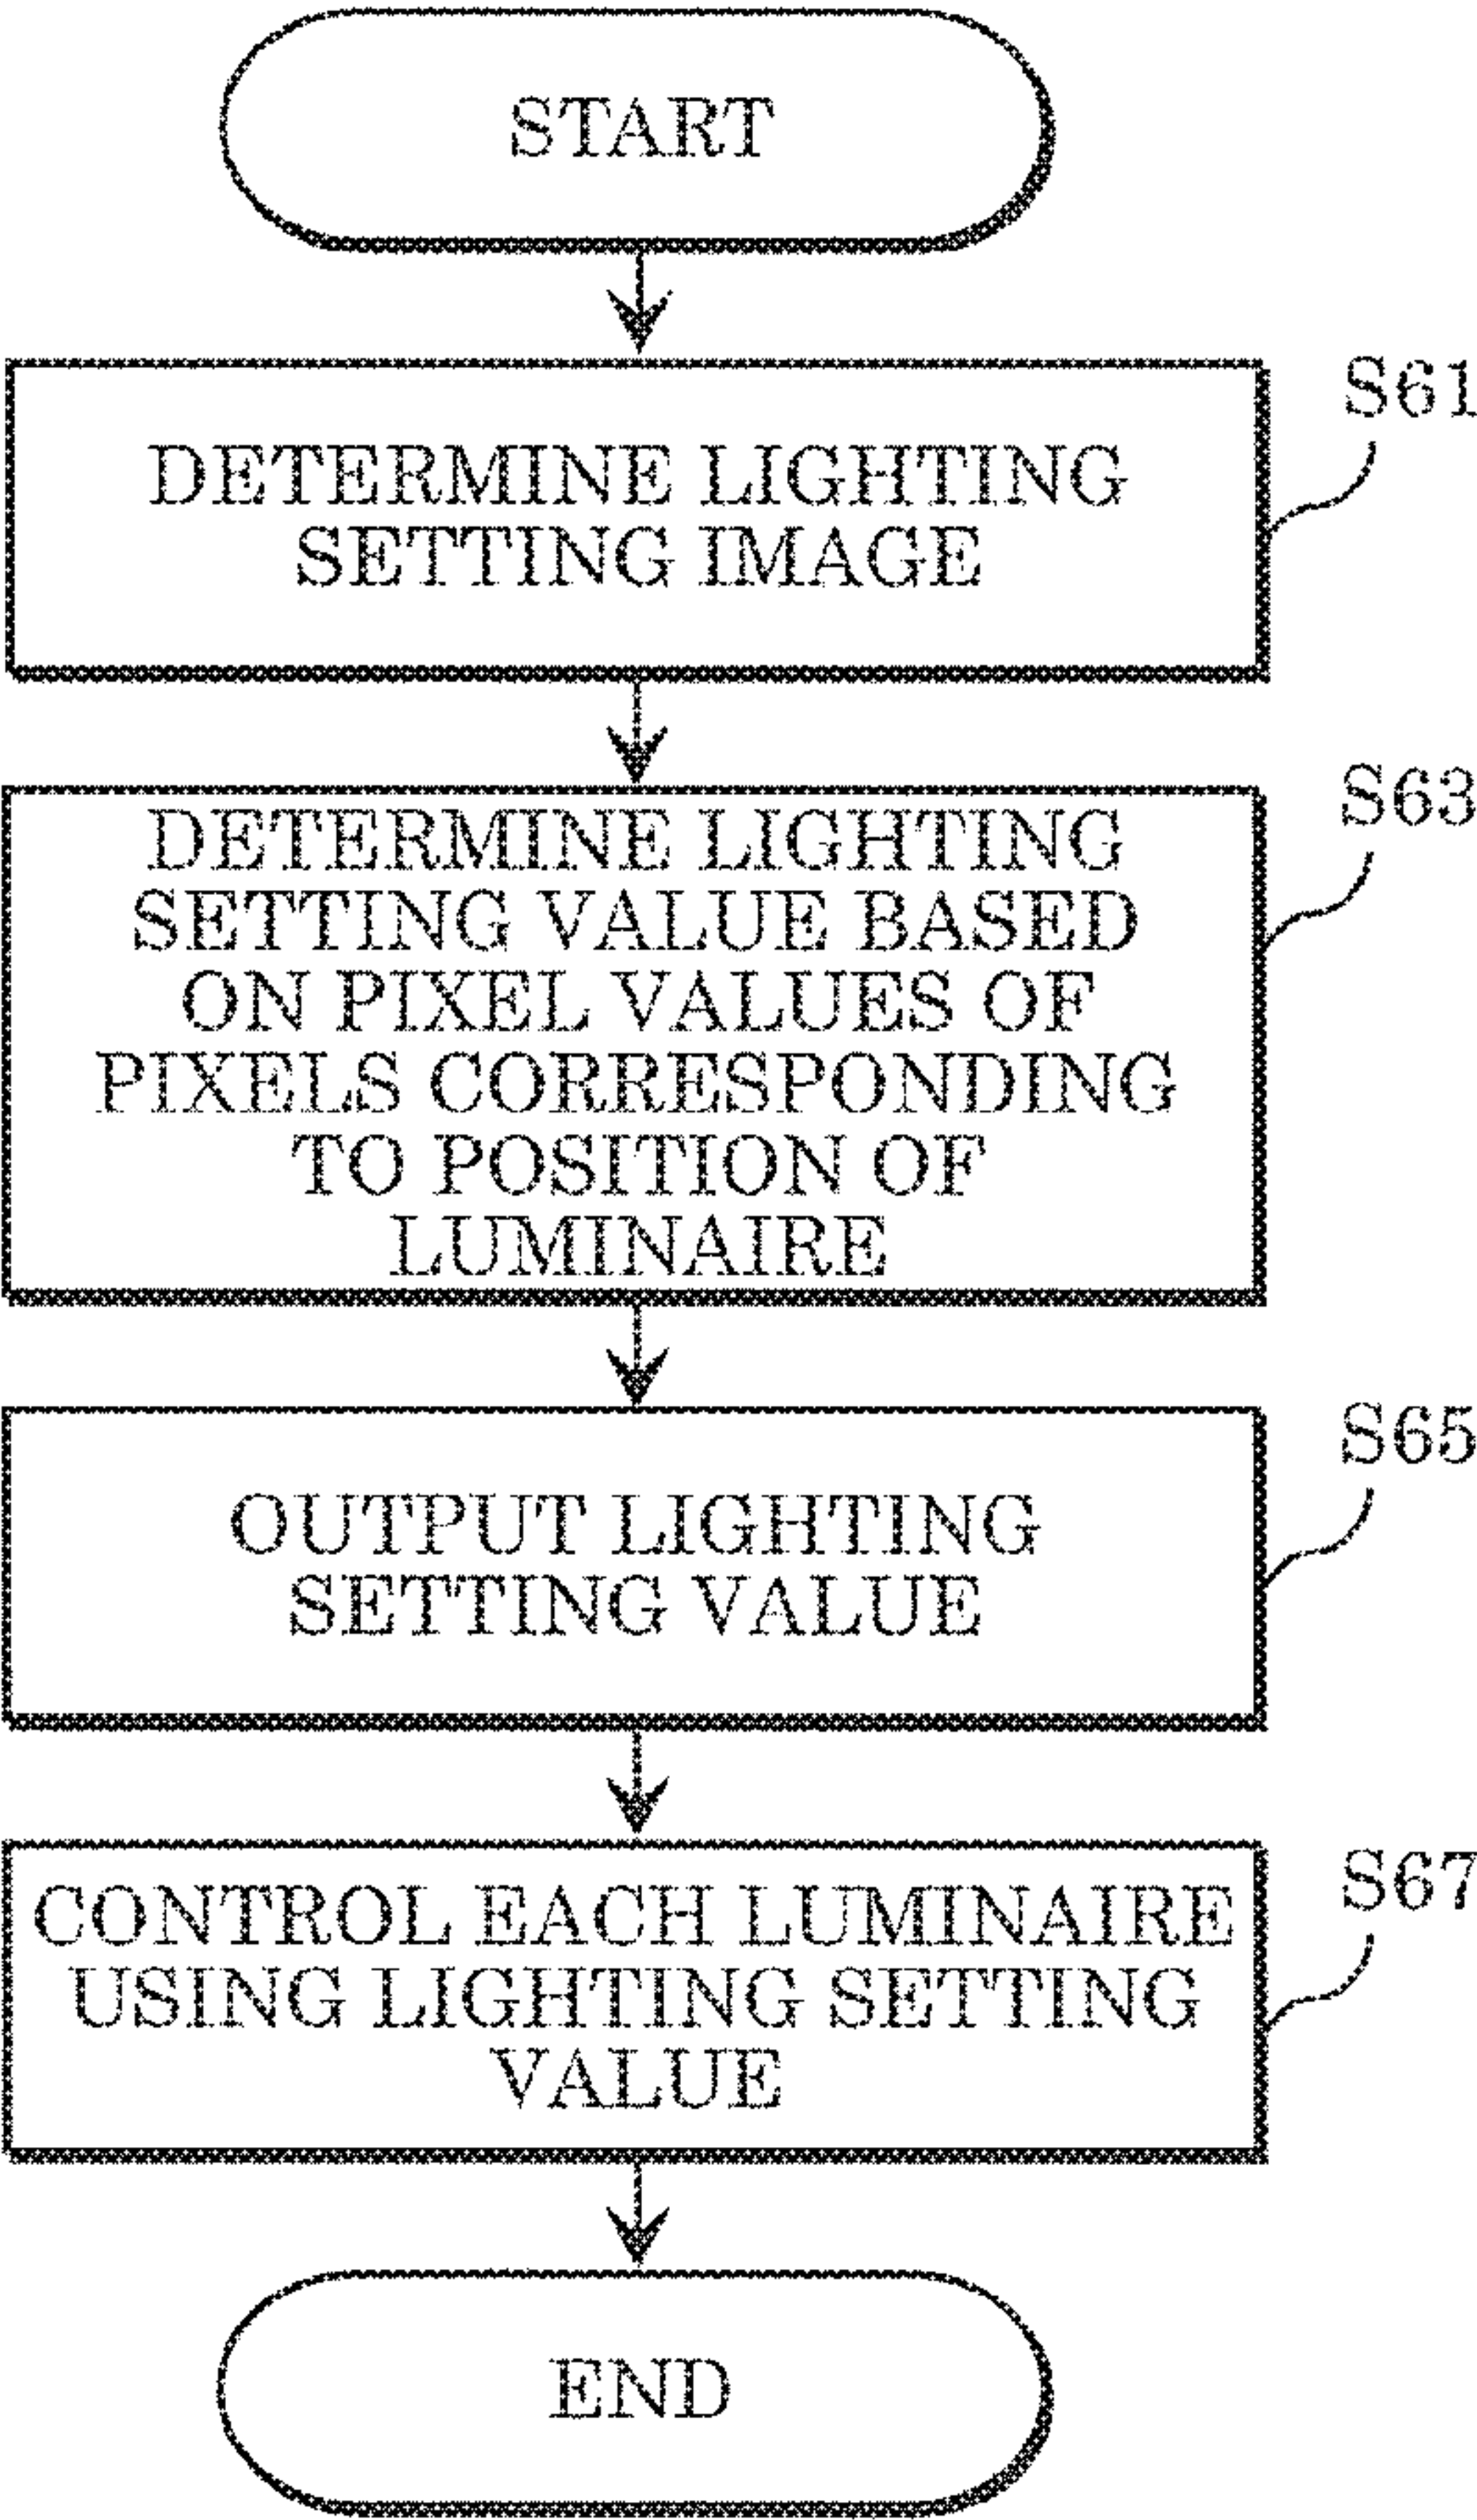 START
S61
DETERMINE LIGHTING
SETTING IMAGE
S63
DETERMINE LIGHTING
SETTING VALUE BASED
ON PIXEL VALUES OF
PIXELS CORRESPONDING
TO POSITION OF
LUMINAIRE
S65
OUTPUT LIGHTING
SETTING VALUE
S67
CONTROL EACH LUMINAIRE
USING LIGHTING SETTING
VALUE
END